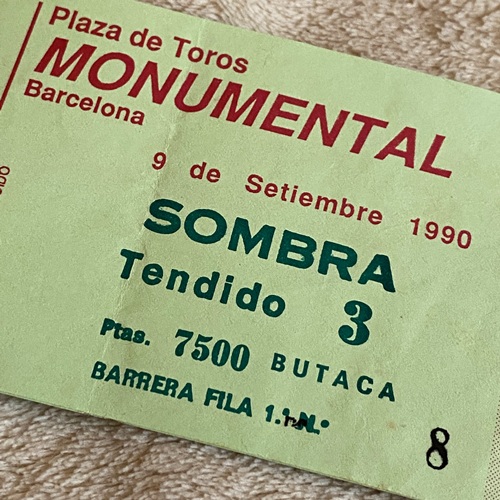 Plaza de Toros
MONUMENTAL
Barcelona
9 de Setiembre 1990
SOMBRA
Tendido 3
Ptas. 7500 BUTACA
BARRERA FILA 1.ª N.º
8